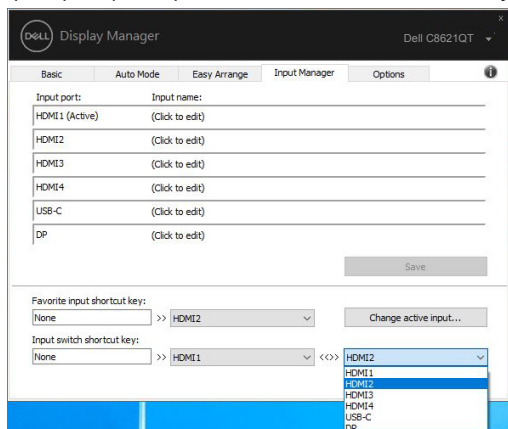 x
DELL Display Manager
Dell C8621QT
Basic Auto Mode Easy Arrange Input Manager Options
Input port: Input name:
HDMI1 (Active) (Click to edit)
HDMI2 (Click to edit)
HDMI3 (Click to edit)
HDMI4 (Click to edit)
USB-C (Click to edit)
DP (Click to edit)
Save
Favorite input shortcut key:
None >> HDMI2 Change active input...
Input switch shortcut key:
None >> HDMI1 <<>> HDMI2
HDMI1
HDMI2
HDMI3
HDMI4
USB-C
DP